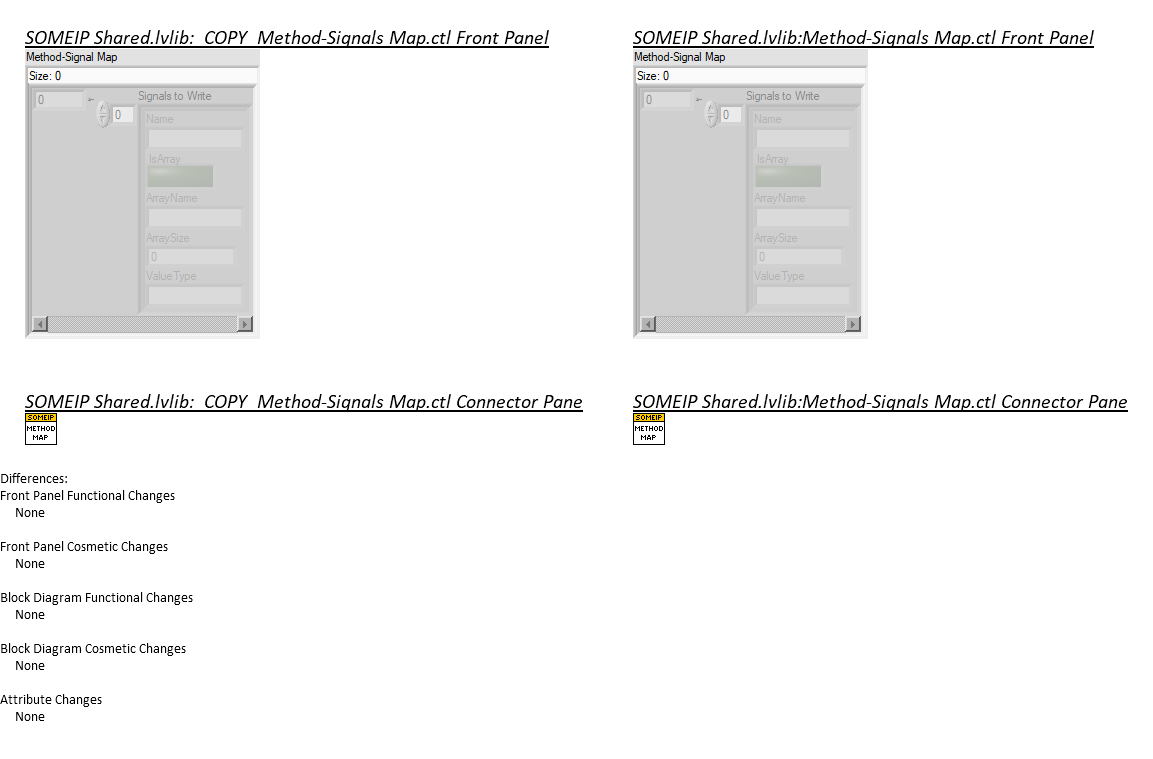 SOMEIP Shared.lvlib:  COPY  Method-Signals Map.ctl Front Panel
Method-Signal Map
Size: 0
0
0
Signals to Write
Name
IsArray
ArrayName
ArraySize
0
ValueType
SOMEIP Shared.lvlib:Method-Signals Map.ctl Front Panel
Method-Signal Map
Size: 0
0
0
Signals to Write
Name
IsArray
ArrayName
ArraySize
0
ValueType
SOMEIP Shared.lvlib:  COPY  Method-Signals Map.ctl Connector Pane
SOMEIP
METHOD
MAP
SOMEIP Shared.lvlib:Method-Signals Map.ctl Connector Pane
SOMEIP
METHOD
MAP
Differences:
Front Panel Functional Changes
None
Front Panel Cosmetic Changes
None
Block Diagram Functional Changes
None
Block Diagram Cosmetic Changes
None
Attribute Changes
None